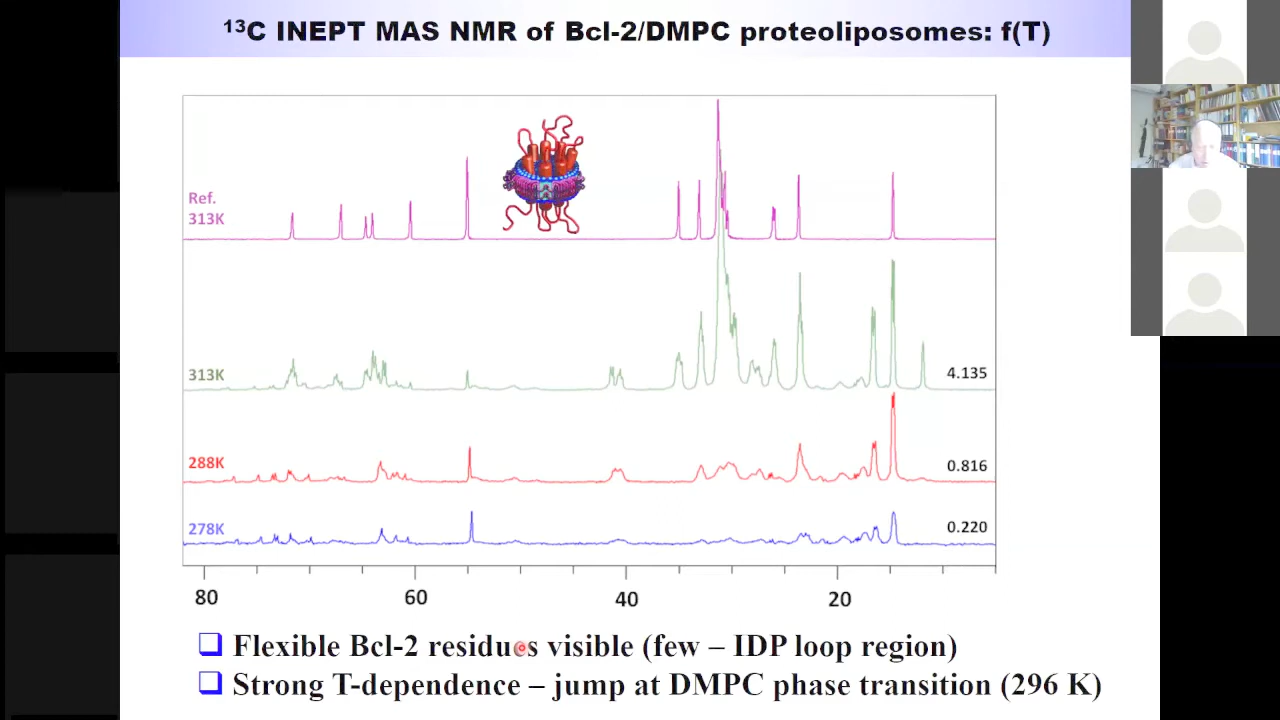 ¹³C INEPT MAS NMR of Bcl-2/DMPC proteoliposomes: f(T)
Ref.
313K
313K
4.135
288K
0.816
278K
0.220
80 60 40 20
Flexible Bcl-2 residues visible (few – IDP loop region)
Strong T-dependence – jump at DMPC phase transition (296 K)